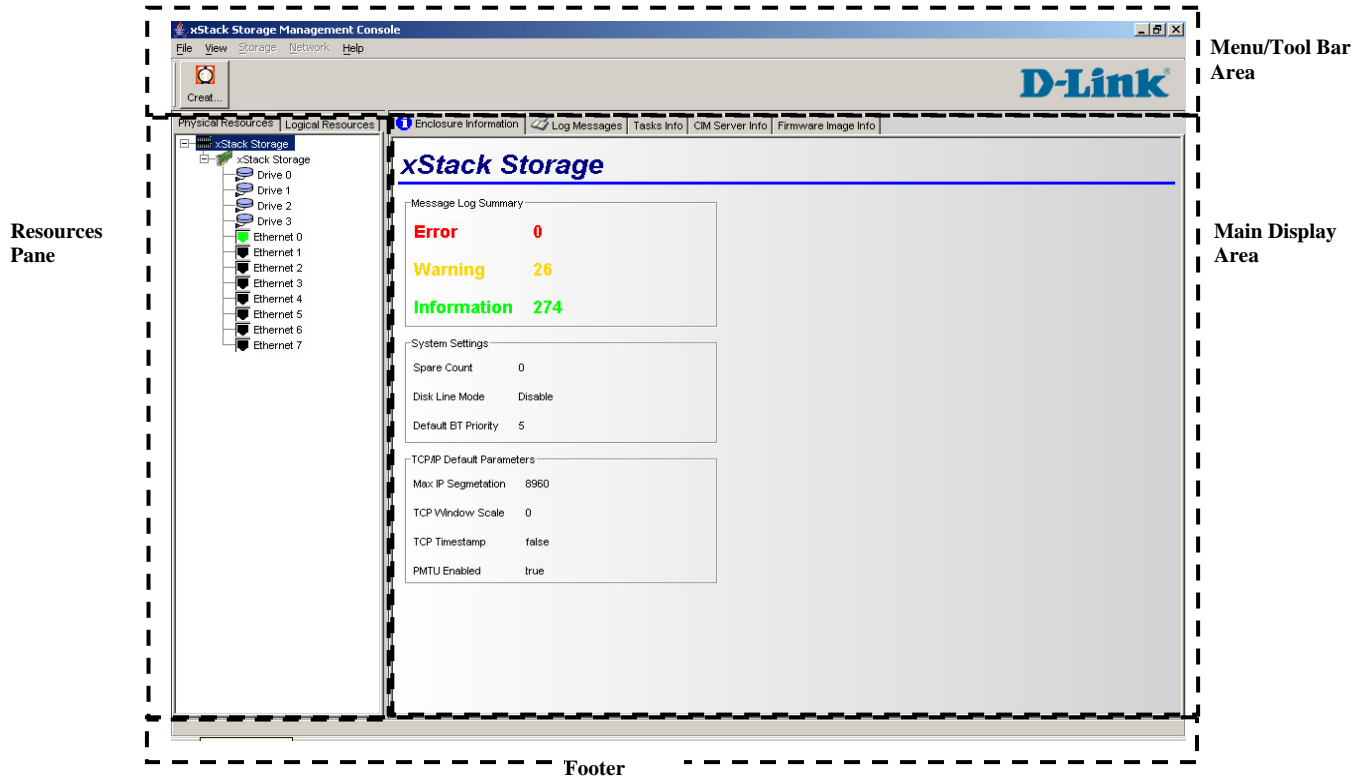 xStack Storage Management Console
File View Storage Network Help
Menu/Tool Bar
Area
Creat...
D-Link®
Physical Resources Logical Resources
Enclosure Information Log Messages Tasks Info CIM Server Info Firmware Image Info
Resources
Pane
xStack Storage
xStack Storage
Drive 0
Drive 1
Drive 2
Drive 3
Ethernet 0
Ethernet 1
Ethernet 2
Ethernet 3
Ethernet 4
Ethernet 5
Ethernet 6
Ethernet 7
xStack Storage
Message Log Summary
Error 0
Warning 26
Information 274
System Settings
Spare Count 0
Disk Line Mode Disable
Default BT Priority 5
TCP/IP Default Parameters
Max IP Segmetation 8960
TCP Window Scale 0
TCP Timestamp false
PMTU Enabled true
Main Display
Area
Footer